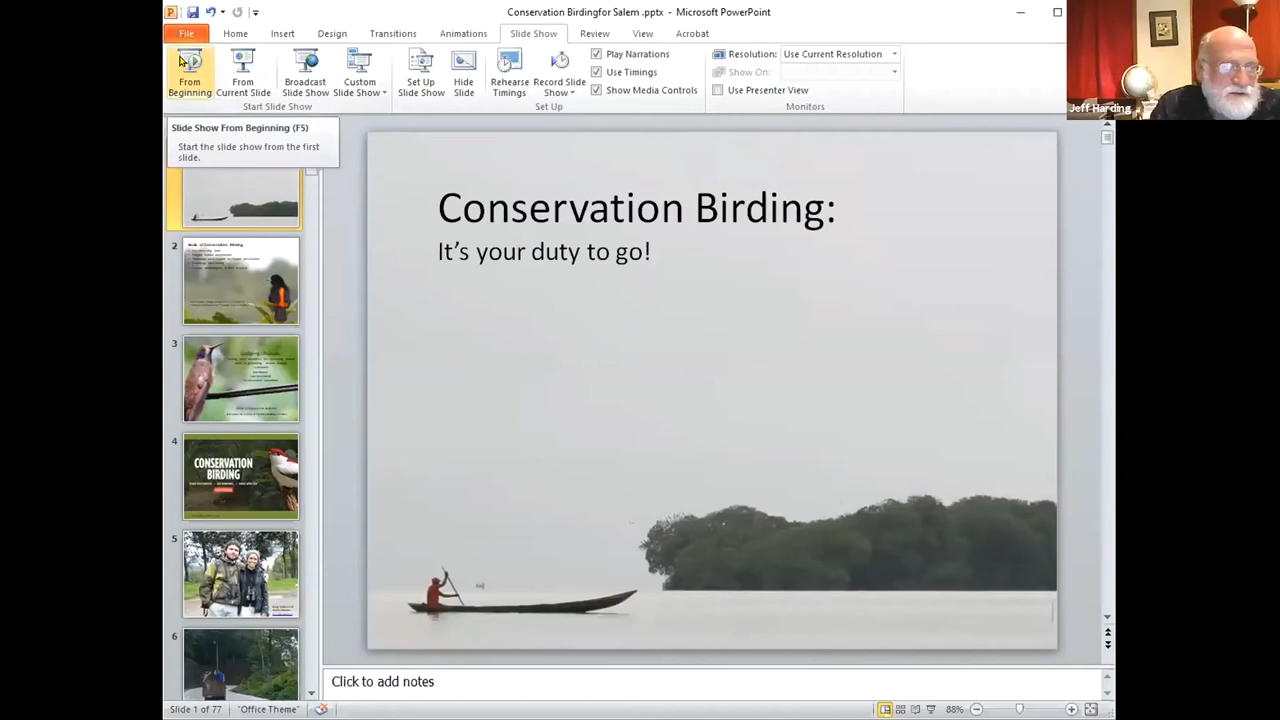 Conservation Birdingfor Salem .pptx - Microsoft PowerPoint
File Home Insert Design Transitions Animations Slide Show Review View Acrobat
From Beginning
From Current Slide
Broadcast Slide Show
Custom Slide Show
Set Up Slide Show
Hide Slide
Rehearse Timings
Record Slide Show
Play Narrations
Use Timings
Show Media Controls
Resolution: Use Current Resolution
Show On:
Use Presenter View
Start Slide Show
Set Up
Monitors
Jeff Harding
Slide Show From Beginning (F5)
Start the slide show from the first
slide.
2
3
4
CONSERVATION
BIRDING
5
6
Conservation Birding:
It's your duty to go!
Click to add notes
Slide 1 of 77 "Office Theme" 88%